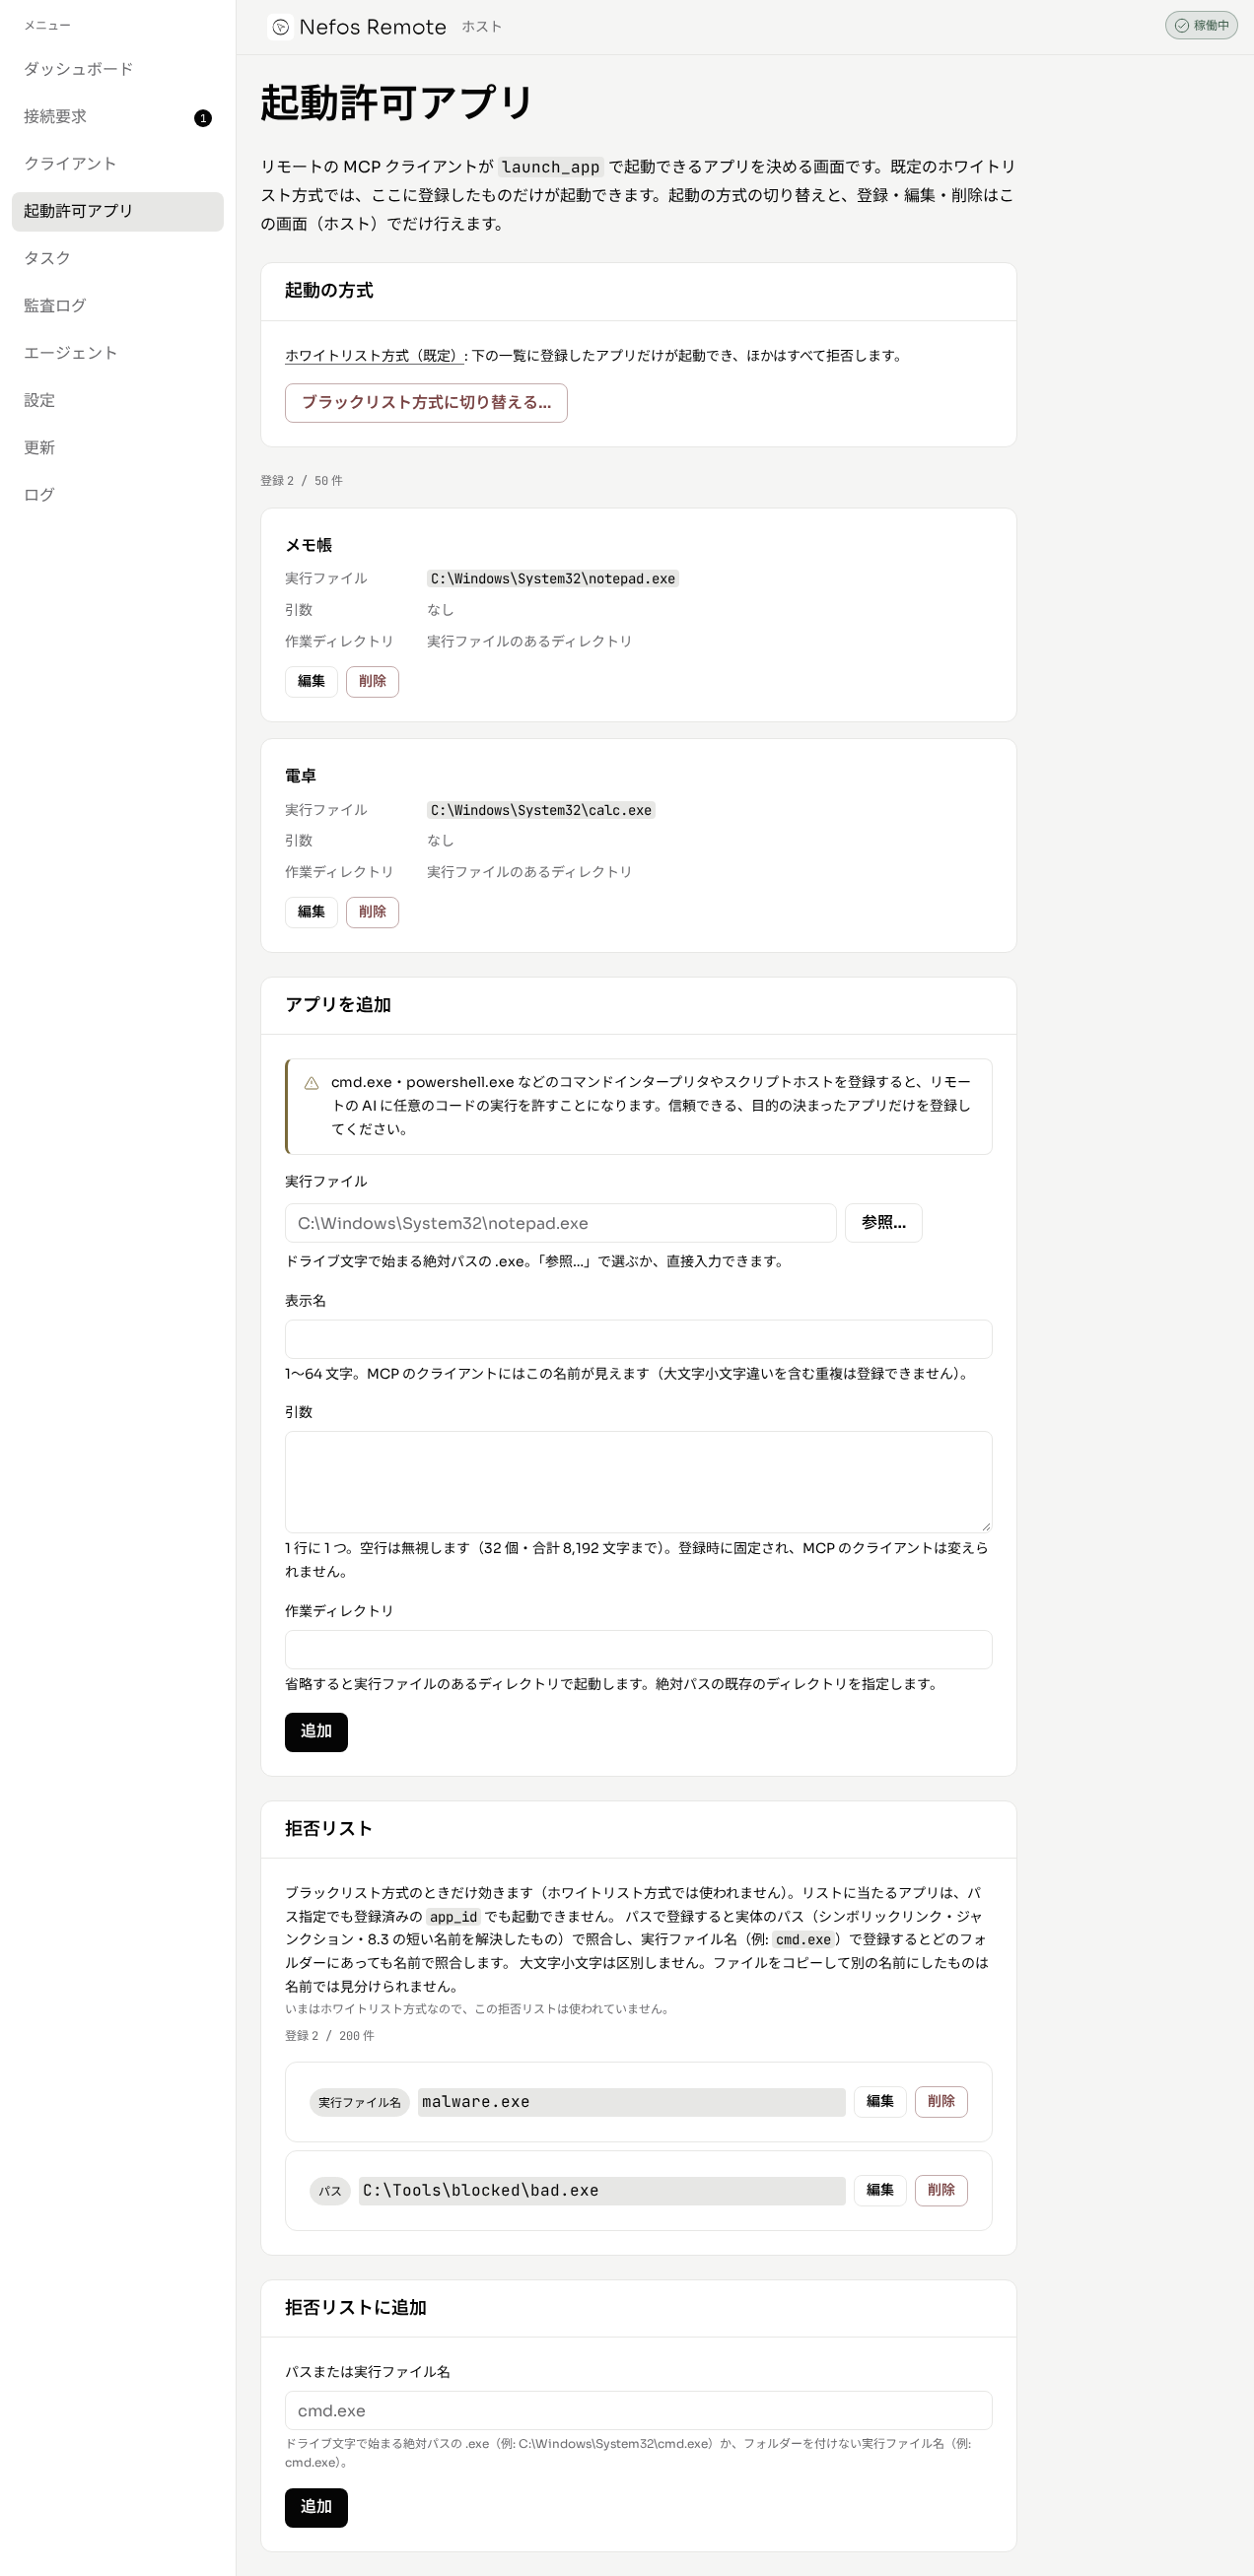 メニュー
ダッシュボード
接続要求
1
クライアント
起動許可アプリ
タスク
監査ログ
エージェント
設定
更新
ログ
Nefos Remote ホスト
稼働中
起動許可アプリ
リモートの MCP クライアントが launch_app で起動できるアプリを決める画面です。既定のホワイトリ
スト方式では、ここに登録したものだけが起動できます。起動の方式の切り替えと、登録・編集・削除はこ
の画面（ホスト）でだけ行えます。
起動の方式
ホワイトリスト方式（既定）: 下の一覧に登録したアプリだけが起動でき、ほかはすべて拒否します。
ブラックリスト方式に切り替える...
登録 2 / 50 件
メモ帳
実行ファイル C:\Windows\System32\notepad.exe
引数 なし
作業ディレクトリ 実行ファイルのあるディレクトリ
編集 削除
電卓
実行ファイル C:\Windows\System32\calc.exe
引数 なし
作業ディレクトリ 実行ファイルのあるディレクトリ
編集 削除
アプリを追加
cmd.exe・powershell.exe などのコマンドインタープリタやスクリプトホストを登録すると、リモー
トの AI に任意のコードの実行を許すことになります。信頼できる、目的の決まったアプリだけを登録し
てください。
実行ファイル
C:\Windows\System32\notepad.exe 参照...
ドライブ文字で始まる絶対パスの .exe。「参照...」で選ぶか、直接入力できます。
表示名
1〜64 文字。MCP のクライアントにはこの名前が見えます（大文字小文字違いを含む重複は登録できません）。
引数
1 行に 1 つ。空行は無視します（32 個・合計 8,192 文字まで）。登録時に固定され、MCP のクライアントは変えら
れません。
作業ディレクトリ
省略すると実行ファイルのあるディレクトリで起動します。絶対パスの既存のディレクトリを指定します。
追加
拒否リスト
ブラックリスト方式のときだけ効きます（ホワイトリスト方式では使われません）。リストに当たるアプリは、パ
ス指定でも登録済みの app_id でも起動できません。 パスで登録すると実体のパス（シンボリックリンク・ジャ
ンクション・8.3 の短い名前を解決したもの）で照合し、実行ファイル名（例: cmd.exe）で登録するとどのフォ
ルダーにあっても名前で照合します。 大文字小文字は区別しません。ファイルをコピーして別の名前にしたものは
名前では見分けられません。
いまはホワイトリスト方式なので、この拒否リストは使われていません。
登録 2 / 200 件
実行ファイル名 malware.exe 編集 削除
パス C:\Tools\blocked\bad.exe 編集 削除
拒否リストに追加
パスまたは実行ファイル名
cmd.exe
ドライブ文字で始まる絶対パスの .exe（例: C:\Windows\System32\cmd.exe）か、フォルダーを付けない実行ファイル名（例:
cmd.exe）。
追加